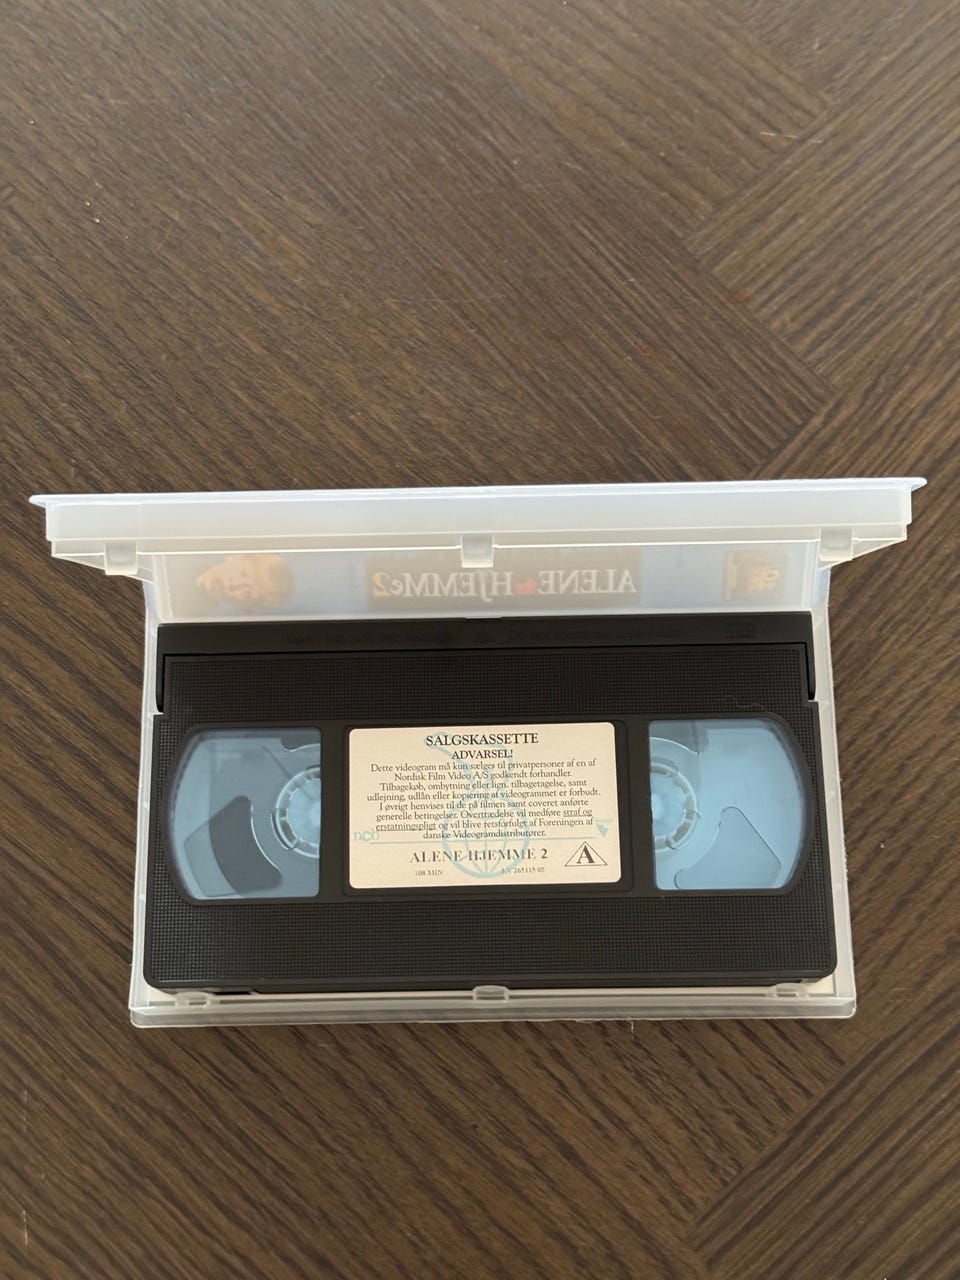 ALENE HJEMME 2
SALGSKASSETTE
ADVARSEL!
Dette videogram må kun sælges til privatpersoner af en af
Nordisk Film Video A/S godkendt forhandler.
Tilbagekøb, ombytning eller lign. tilbagetagelse, samt
udlejning, udlån eller kopiering af videogrammet er forbudt.
I øvrigt henvises til de på filmen samt coveret anførte
generelle betingelser. Overtrædelse vil medføre straf og
erstatningspligt og vil blive retsforfulgt af Foreningen af
danske Videogramdistributører.
ncb
ALENE HJEMME 2 A
108 MIN 265115 05